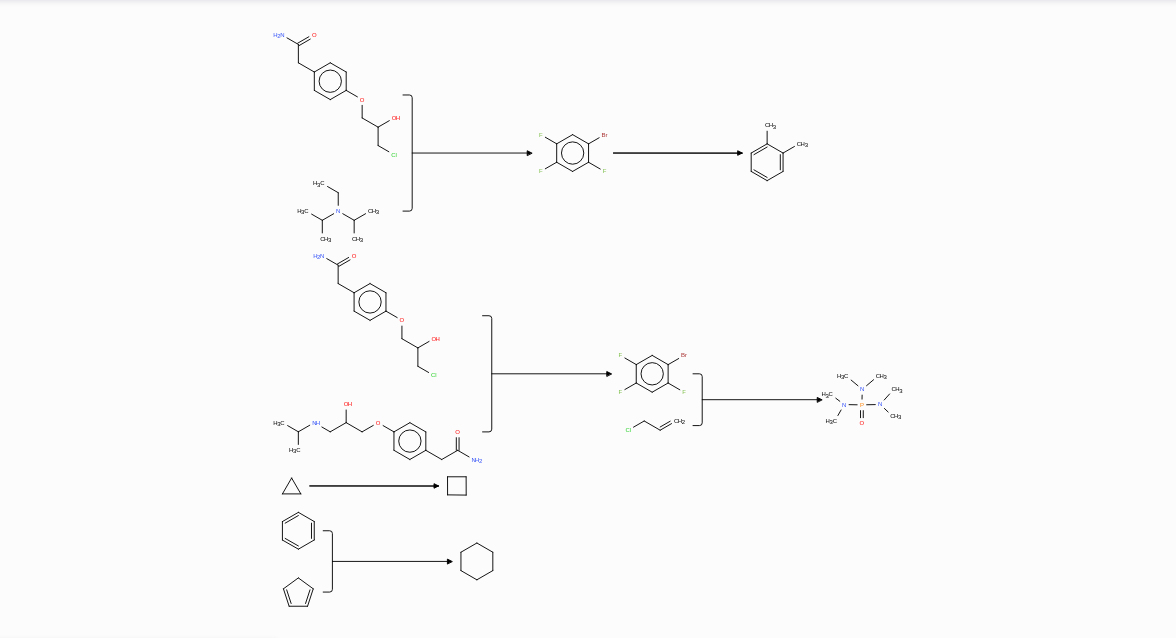 H₂N O
O
OH
Cl
F Br
F F
CH₃
CH₃
H₃C
H₃C N CH₃
CH₃ CH₃
H₂N O
O
OH
Cl
F Br
F F
Cl CH₂
H₃C CH₃
H₃C N CH₃
N P N
H₃C O CH₃
OH
H₃C NH O O
H₃C NH₂